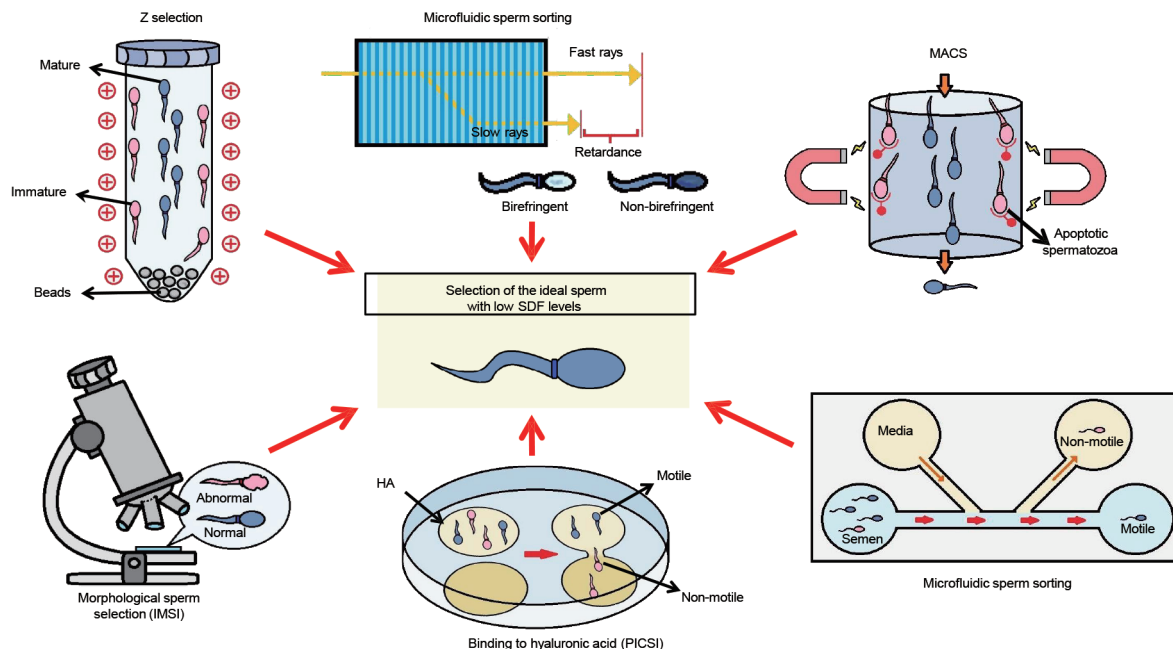 Z selection
Mature
Immature
Beads
Microfluidic sperm sorting
Fast rays
Slow rays
Retardance
Birefringent
Non-birefringent
MACS
Apoptotic
spermatozoa
Selection of the ideal sperm
with low SDF levels
Abnormal
Normal
Morphological sperm
selection (IMSI)
HA
Motile
Non-motile
Binding to hyaluronic acid (PICSI)
Media
Non-motile
Semen
Motile
Microfluidic sperm sorting